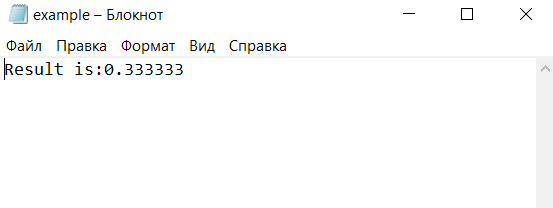 example – Блокнот
Файл Правка Формат Вид Справка
Result is:0.333333